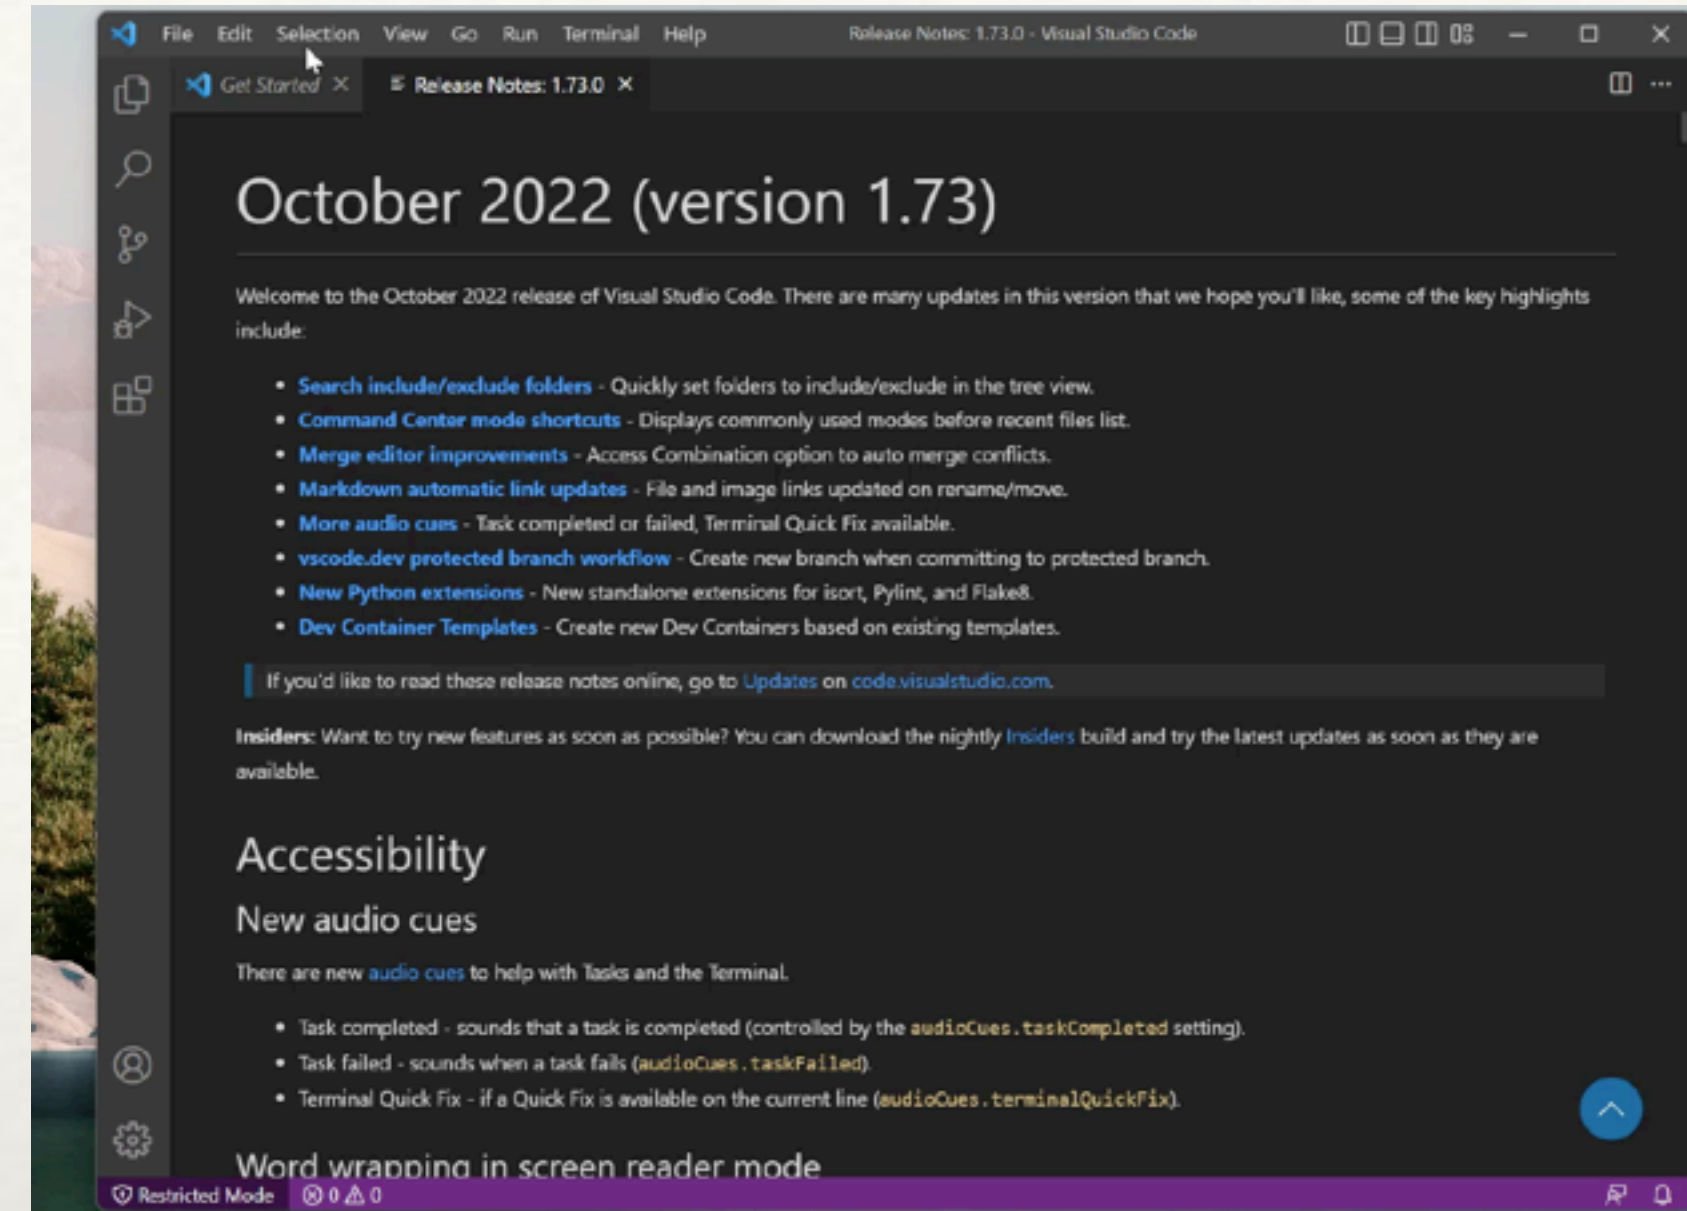 File Edit Selection View Go Run Terminal Help Release Notes: 1.73.0 - Visual Studio Code
Get Started Release Notes: 1.73.0
October 2022 (version 1.73)
Welcome to the October 2022 release of Visual Studio Code. There are many updates in this version that we hope you'll like, some of the key highlights
include:
• Search include/exclude folders - Quickly set folders to include/exclude in the tree view.
• Command Center mode shortcuts - Displays commonly used modes before recent files list.
• Merge editor improvements - Access Combination option to auto merge conflicts.
• Markdown automatic link updates - File and image links updated on rename/move.
• More audio cues - Task completed or failed, Terminal Quick Fix available.
• vscode.dev protected branch workflow - Create new branch when committing to protected branch.
• New Python extensions - New standalone extensions for isort, Pylint, and Flake8.
• Dev Container Templates - Create new Dev Containers based on existing templates.
If you'd like to read these release notes online, go to Updates on code.visualstudio.com.
Insiders: Want to try new features as soon as possible? You can download the nightly Insiders build and try the latest updates as soon as they are
available.
Accessibility
New audio cues
There are new audio cues to help with Tasks and the Terminal.
• Task completed - sounds that a task is completed (controlled by the audioCues.taskCompleted setting).
• Task failed - sounds when a task fails (audioCues.taskFailed).
• Terminal Quick Fix - if a Quick Fix is available on the current line (audioCues.terminalQuickFix).
Word wrapping in screen reader mode
Restricted Mode 0 0